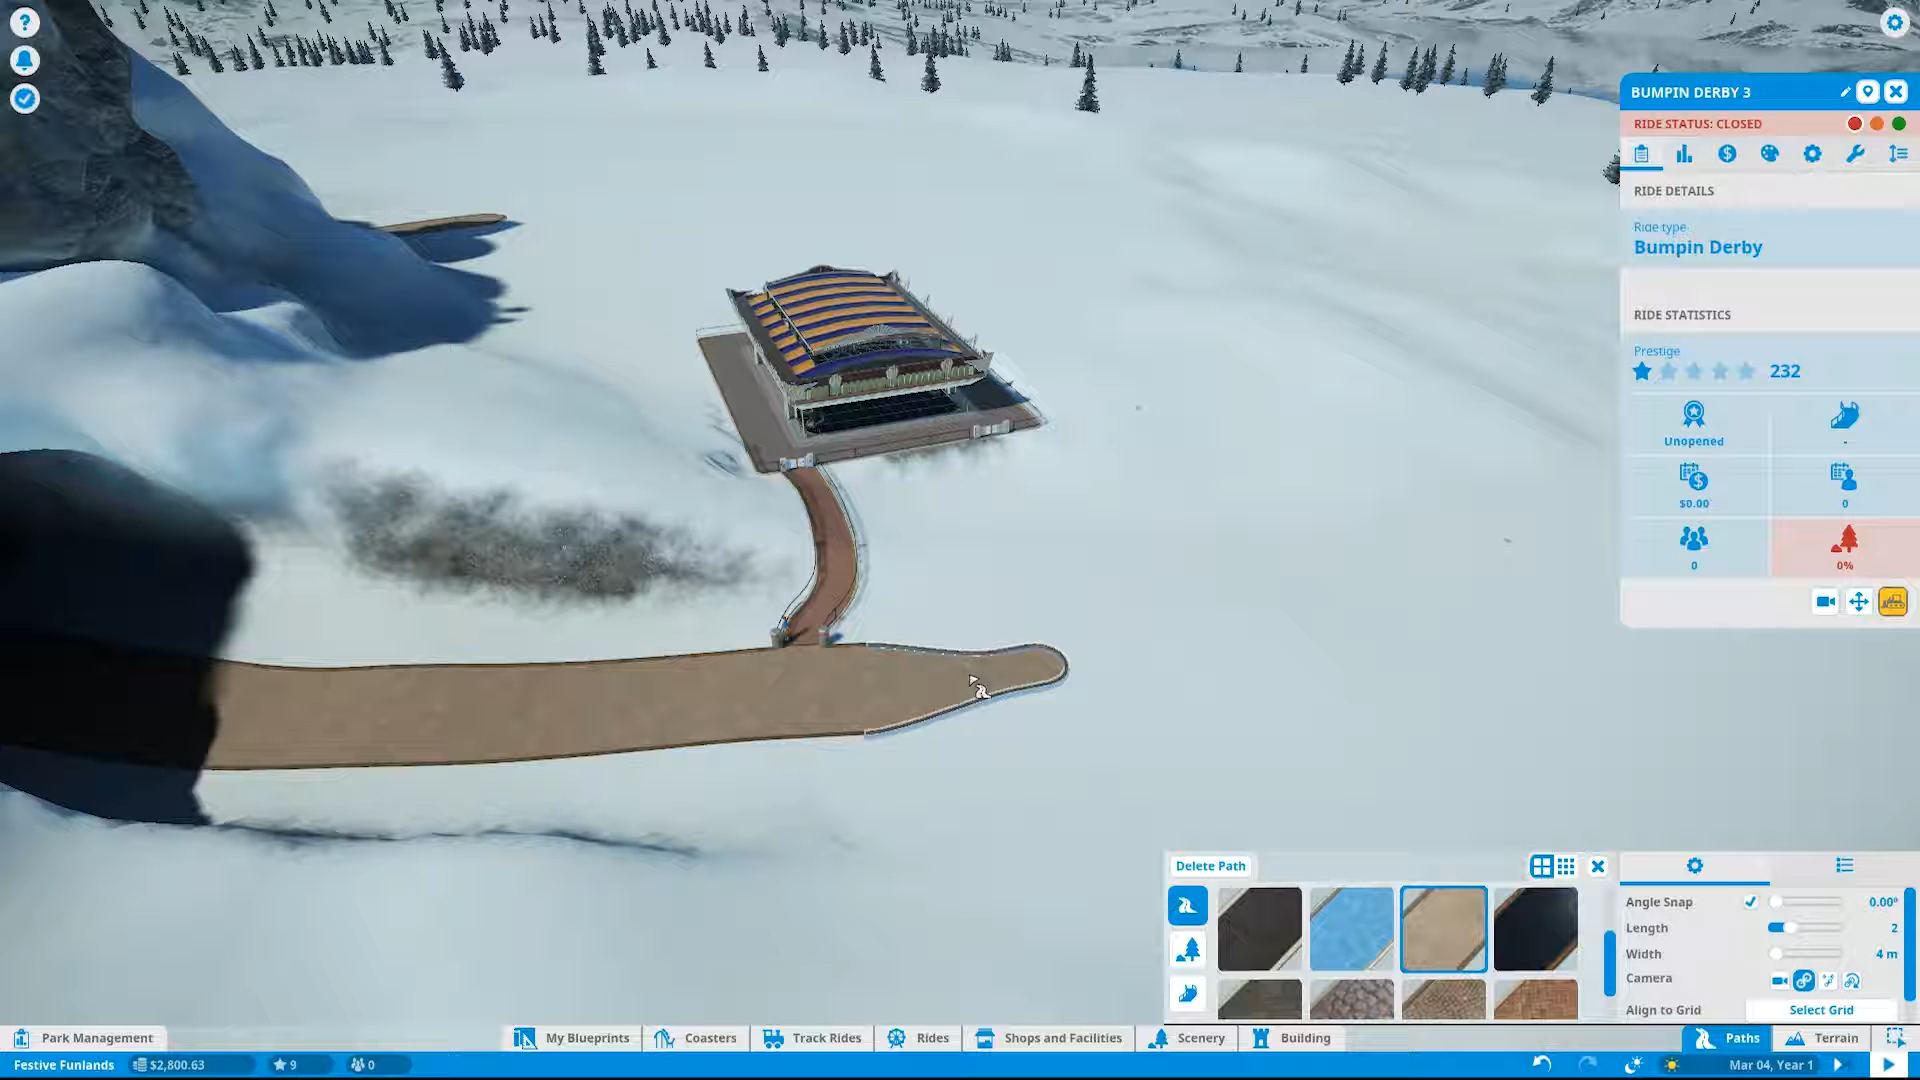 BUMPIN DERBY 3
RIDE STATUS: CLOSED
RIDE DETAILS
Ride type
Bumpin Derby
RIDE STATISTICS
Prestige
232
Unopened
-
$0.00
0
0
0%
Delete Path
Angle Snap 0.00°
Length 2
Width 4 m
Camera
Align to Grid Select Grid
Park Management My Blueprints Coasters Track Rides Rides Shops and Facilities Scenery Building Paths Terrain
Festive Funlands $2,800.63 9 0 Mar 04, Year 1